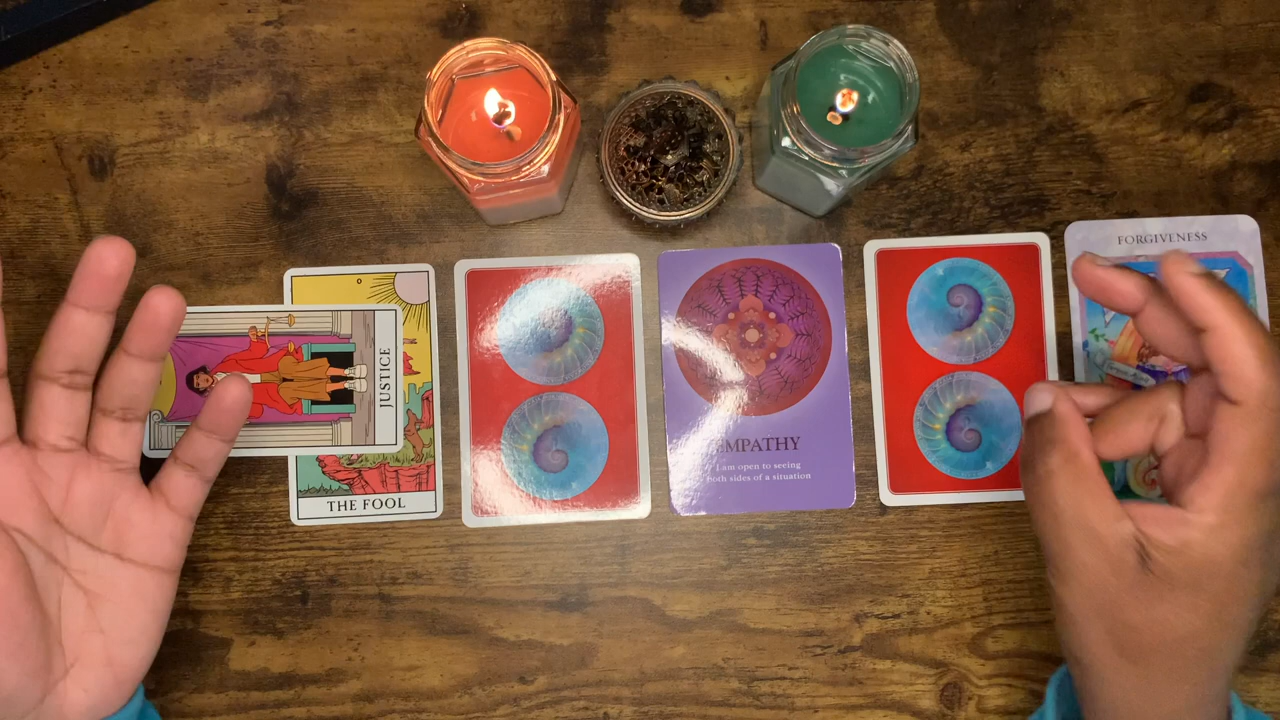 JUSTICE
THE FOOL
EMPATHY
I am open to seeing
both sides of a situation
FORGIVENESS